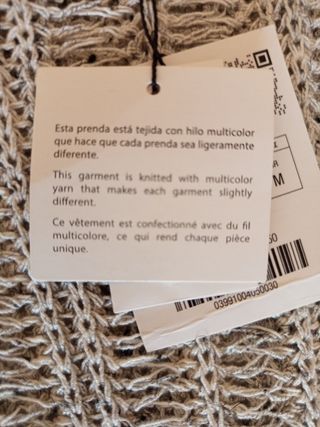 Esta prenda está tejida con hilo multicolor
que hace que cada prenda sea ligeramente
diferente.
This garment is knitted with multicolor
yarn that makes each garment slightly
different.
Ce vêtement est confectionné avec du fil
multicolore, ce qui rend chaque pièce
unique.
M
50
03991004050030